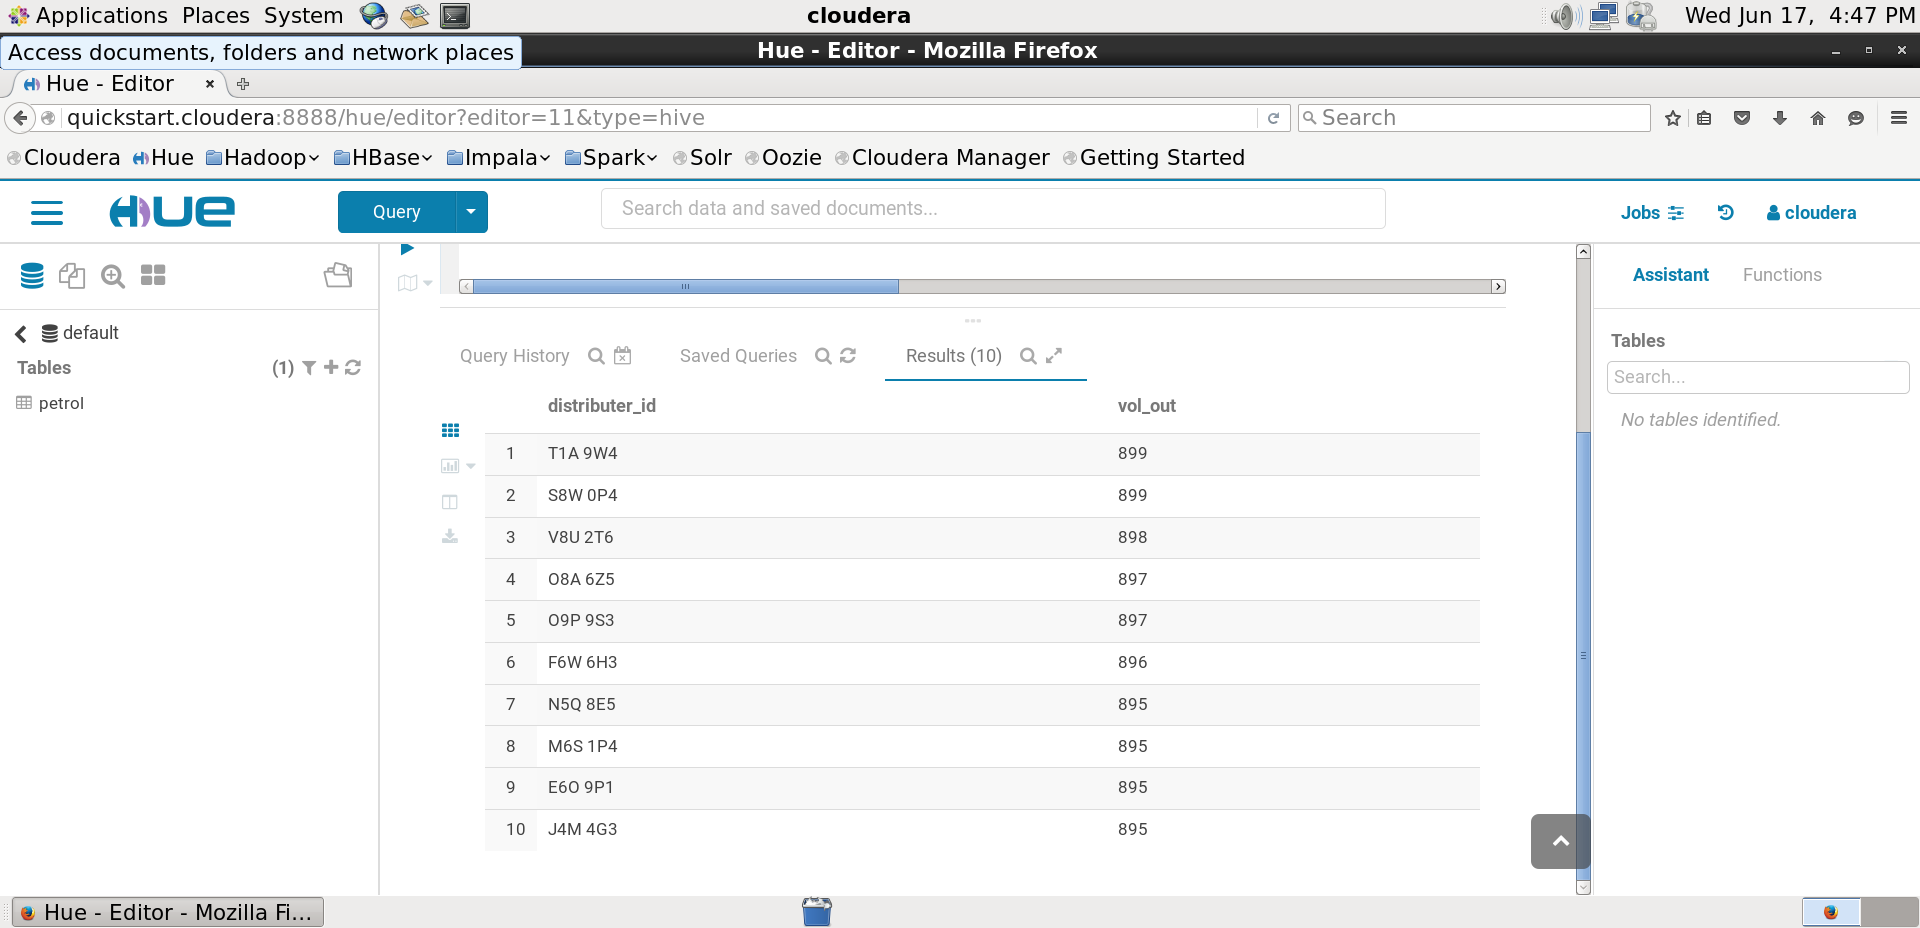 Applications Places System
cloudera
Wed Jun 17, 4:47 PM
Access documents, folders and network places
Hue - Editor - Mozilla Firefox
Hue - Editor
quickstart.cloudera:8888/hue/editor?editor=11&type=hive
Search
Cloudera Hue Hadoop HBase Impala Spark Solr Oozie Cloudera Manager Getting Started
HUE
Query
Search data and saved documents...
Jobs
cloudera
default
Tables (1)
petrol
Query History
Saved Queries
Results (10)
distributer_id vol_out
1 T1A 9W4 899
2 S8W 0P4 899
3 V8U 2T6 898
4 O8A 6Z5 897
5 O9P 9S3 897
6 F6W 6H3 896
7 N5Q 8E5 895
8 M6S 1P4 895
9 E6O 9P1 895
10 J4M 4G3 895
Assistant Functions
Tables
Search...
No tables identified.
Hue - Editor - Mozilla Fi...